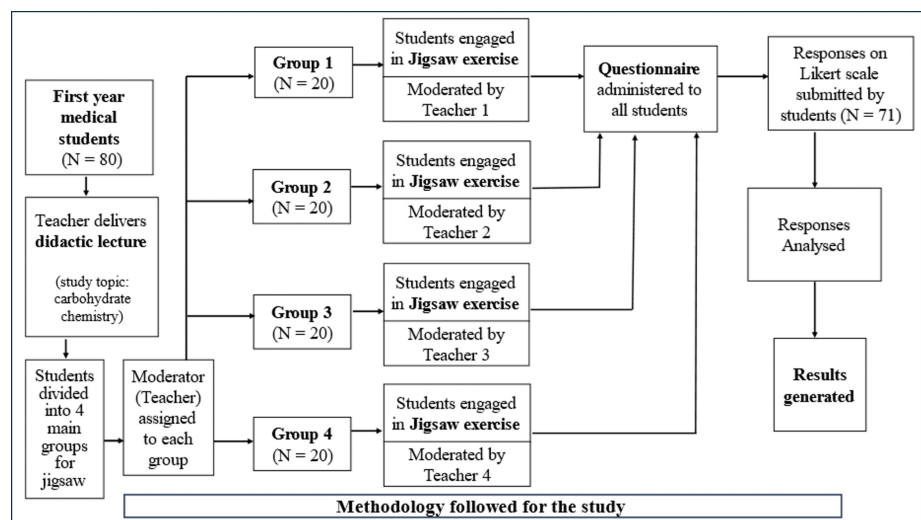 First year
medical
students
(N = 80)
Teacher delivers
didactic lecture
(study topic:
carbohydrate
chemistry)
Students
divided
into 4
main
groups
for
jigsaw
Moderator
(Teacher)
assigned
to each
group
Group 1
(N = 20)
Students engaged
in Jigsaw exercise
Moderated by
Teacher 1
Group 2
(N = 20)
Students engaged
in Jigsaw exercise
Moderated by
Teacher 2
Group 3
(N = 20)
Students engaged
in Jigsaw exercise
Moderated by
Teacher 3
Group 4
(N = 20)
Students engaged
in Jigsaw exercise
Moderated by
Teacher 4
Questionnaire
administered to
all students
Responses on
Likert scale
submitted by
students (N = 71)
Responses
Analysed
Results
generated
Methodology followed for the study